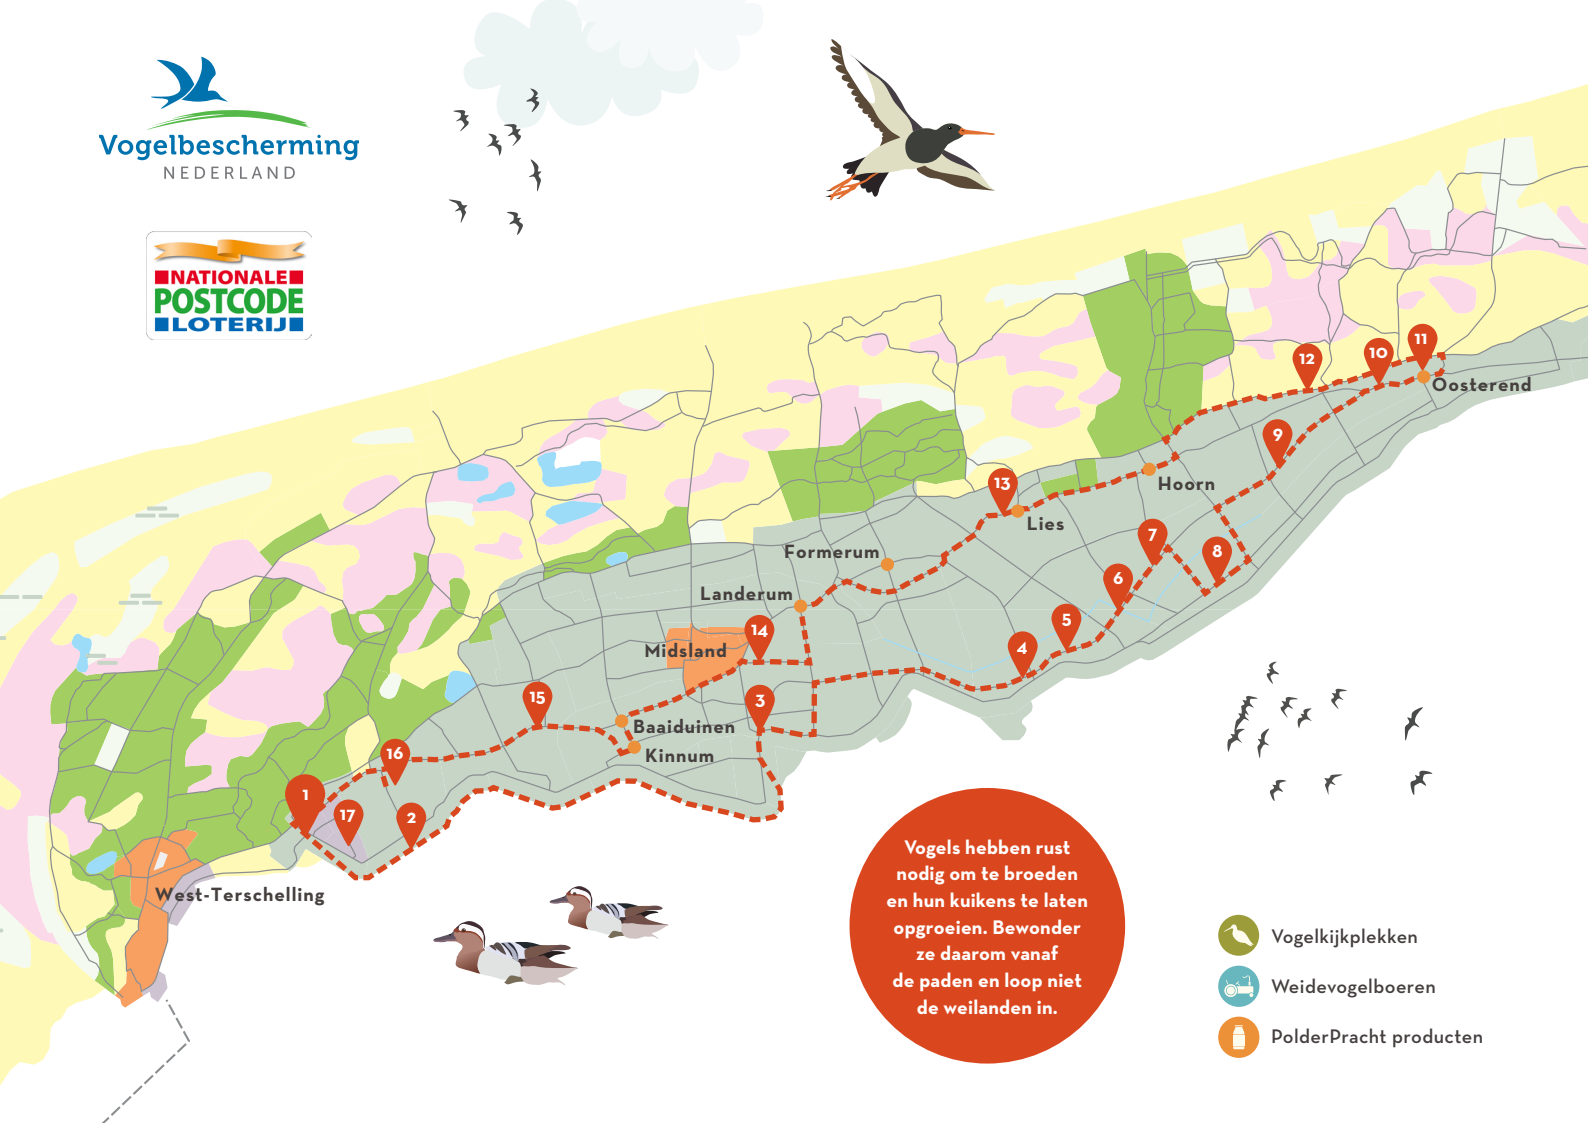 Vogelbescherming
NEDERLAND
NATIONALE
POSTCODE
LOTERIJ
11
10
12
Oosterend
9
13
Hoorn
Lies
7
Formerum
8
6
Landerum
5
14
Midsland
4
15
3
Baaiduinen
16
Kinnum
1
17
2
West-Terschelling
Vogels hebben rust
nodig om te broeden
en hun kuikens te laten
opgroeien. Bewonder
ze daarom vanaf
de paden en loop niet
de weilanden in.
Vogelkijkplekken
Weidevogelboeren
PolderPracht producten